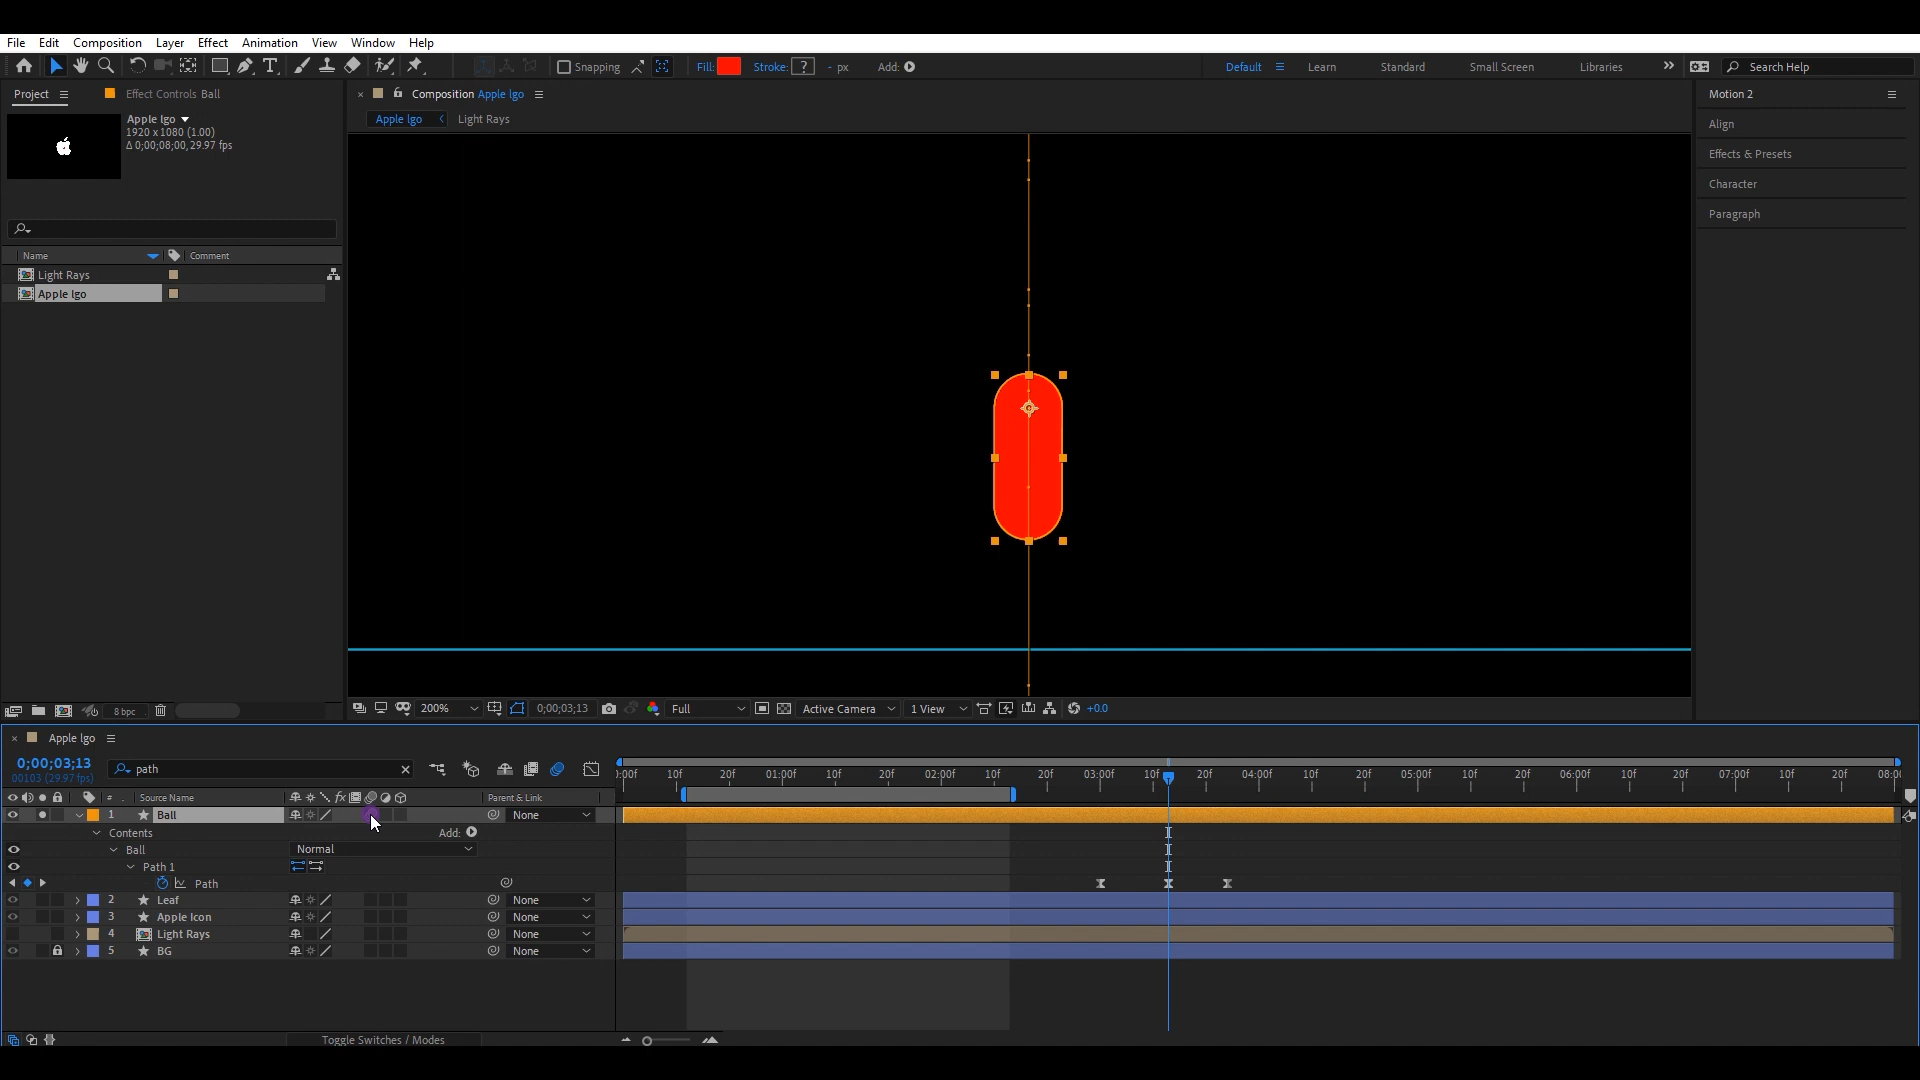 File Edit Composition Layer Effect Animation View Window Help
Snapping Fill: Stroke: ? - px Add: Default Learn Standard Small Screen Libraries Search Help
Project Effect Controls Ball
Composition Apple lgo
Motion 2
Apple lgo
1920 x 1080 (1.00)
Δ 0;00;08;00, 29.97 fps
Apple lgo Light Rays
Align
Effects & Presets
Character
Paragraph
Name Comment
Light Rays
Apple lgo
8 bpc
200% 0;00;03;13 Full Active Camera 1 View +0.0
Apple lgo
0;00;03;13
00103 (29.97 fps)
path
:00f 10f 20f 01:00f 10f 20f 02:00f 10f 20f 03:00f 10f 20f 04:00f 10f 20f 05:00f 10f 20f 06:00f 10f 20f 07:00f 10f 20f 08:00
# . Source Name fx Parent & Link
1 Ball None
Contents Add:
Ball Normal
Path 1
Path
2 Leaf None
3 Apple Icon None
4 Light Rays None
5 BG None
Toggle Switches / Modes